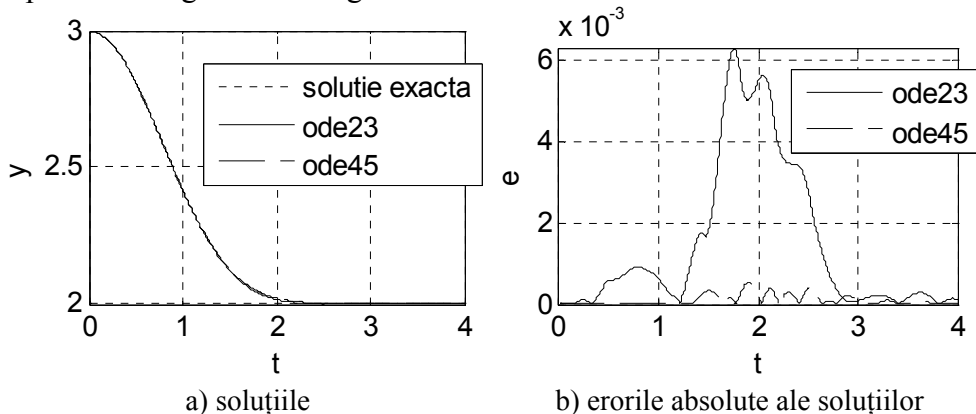 3
2.5
2
y
0 1 2 3 4
t
solutie exacta
ode23
ode45
a) soluțiile
x 10⁻³
6
4
2
0
e
0 1 2 3 4
t
ode23
ode45
b) erorile absolute ale soluțiilor